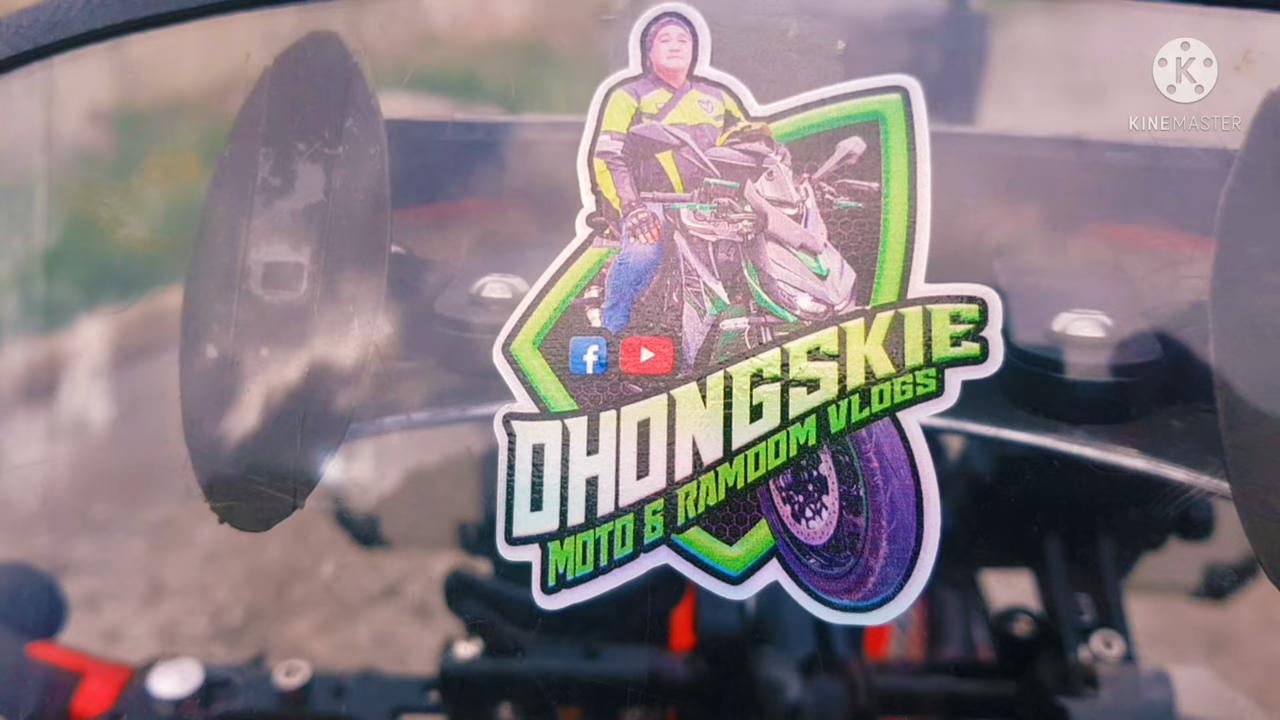 K
KINEMASTER
f
DHONGSKIE
MOTO & RAMDOM VLOGS